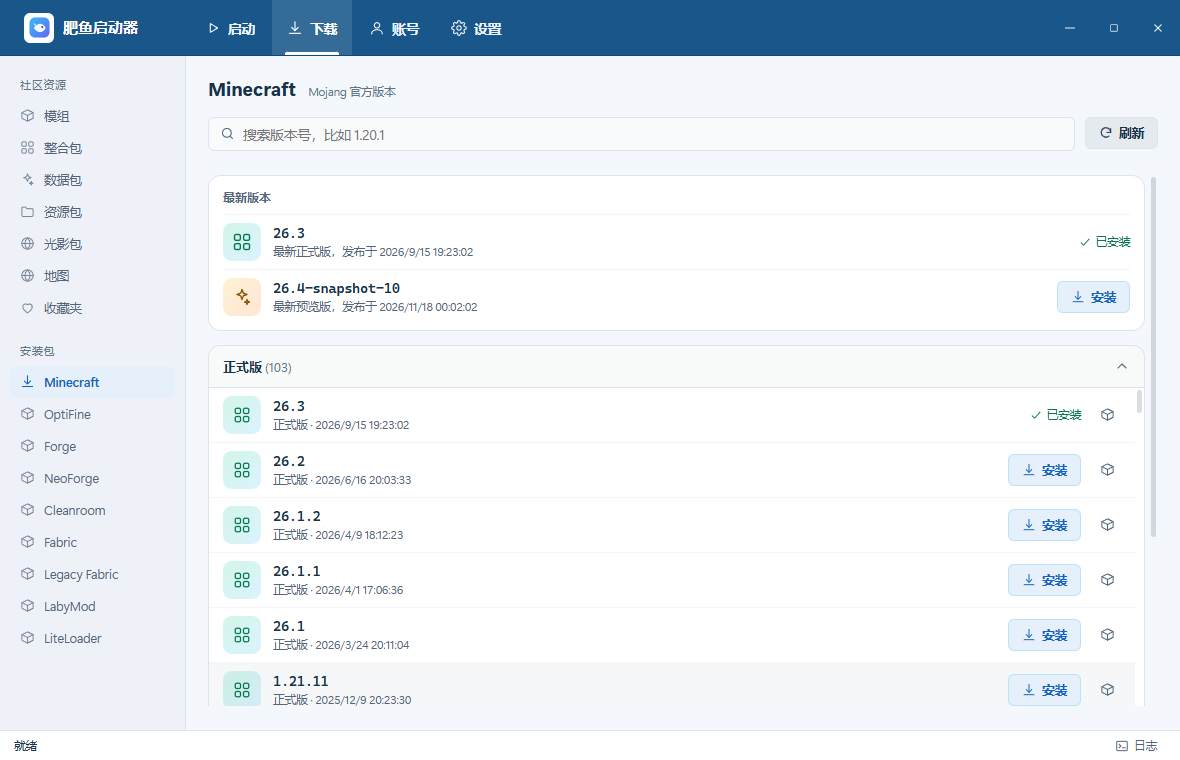 肥鱼启动器
启动 下载 账号 设置
社区资源
模组
整合包
数据包
资源包
光影包
地图
收藏夹
安装包
Minecraft
OptiFine
Forge
NeoForge
Cleanroom
Fabric
Legacy Fabric
LabyMod
LiteLoader
Minecraft Mojang 官方版本
搜索版本号，比如 1.20.1
刷新
最新版本
26.3
最新正式版，发布于 2026/9/15 19:23:02
已安装
26.4-snapshot-10
最新预览版，发布于 2026/11/18 00:02:02
安装
正式版 (103)
26.3
正式版 · 2026/9/15 19:23:02
已安装
26.2
正式版 · 2026/6/16 20:03:33
安装
26.1.2
正式版 · 2026/4/9 18:12:23
安装
26.1.1
正式版 · 2026/4/1 17:06:36
安装
26.1
正式版 · 2026/3/24 20:11:04
安装
1.21.11
正式版 · 2025/12/9 20:23:30
安装
就绪
日志